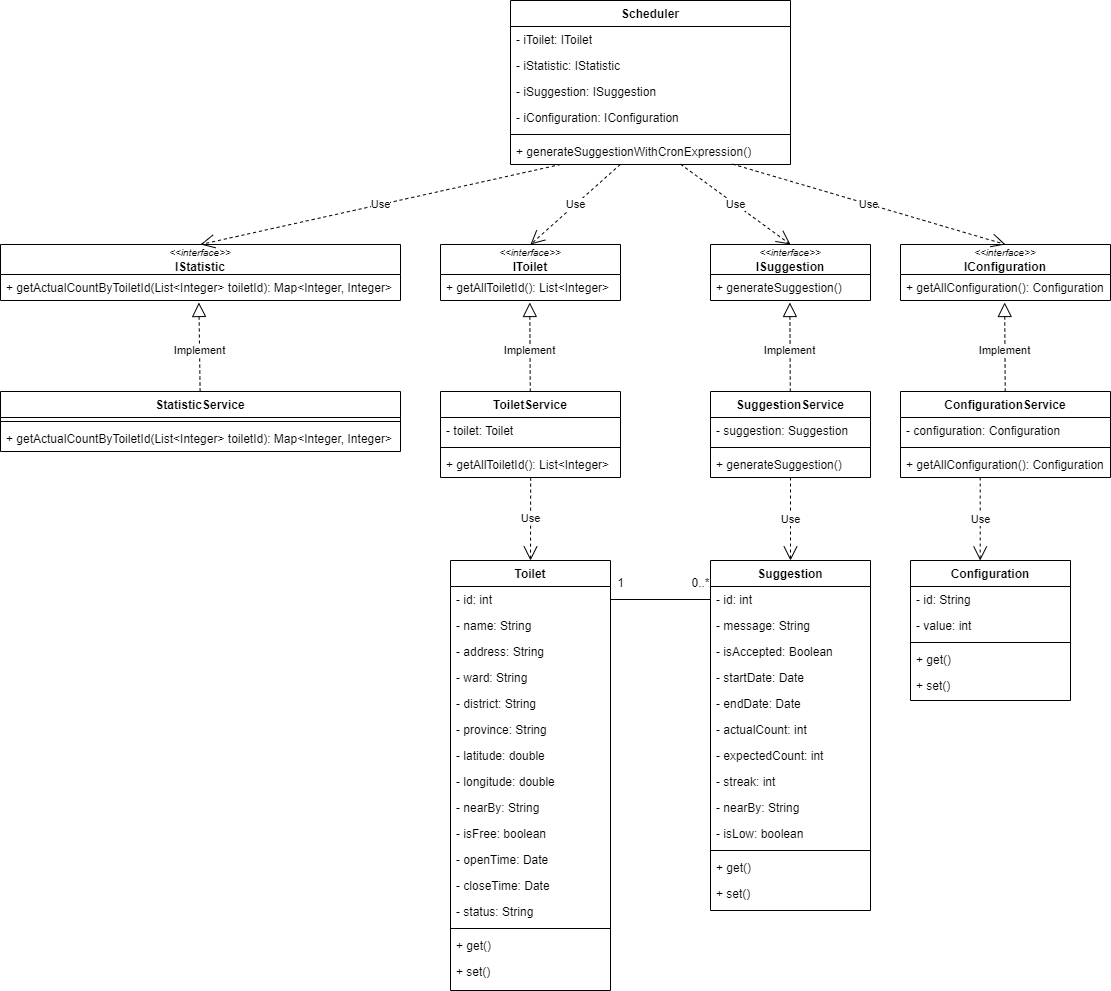 Scheduler
- iToilet: IToilet
- iStatistic: IStatistic
- iSuggestion: ISuggestion
- iConfiguration: IConfiguration
+ generateSuggestionWithCronExpression()
Use
Use
Use
Use
<<interface>>
IStatistic
+ getActualCountByToiletId(List<Integer> toiletId): Map<Integer, Integer>
<<interface>>
IToilet
+ getAllToiletId(): List<Integer>
<<interface>>
ISuggestion
+ generateSuggestion()
<<interface>>
IConfiguration
+ getAllConfiguration(): Configuration
Implement
Implement
Implement
Implement
StatisticService
+ getActualCountByToiletId(List<Integer> toiletId): Map<Integer, Integer>
ToiletService
- toilet: Toilet
+ getAllToiletId(): List<Integer>
SuggestionService
- suggestion: Suggestion
+ generateSuggestion()
ConfigurationService
- configuration: Configuration
+ getAllConfiguration(): Configuration
Use
Use
Use
Toilet
- id: int
- name: String
- address: String
- ward: String
- district: String
- province: String
- latitude: double
- longitude: double
- nearBy: String
- isFree: boolean
- openTime: Date
- closeTime: Date
- status: String
+ get()
+ set()
1
0..*
Suggestion
- id: int
- message: String
- isAccepted: Boolean
- startDate: Date
- endDate: Date
- actualCount: int
- expectedCount: int
- streak: int
- nearBy: String
- isLow: boolean
+ get()
+ set()
Configuration
- id: String
- value: int
+ get()
+ set()